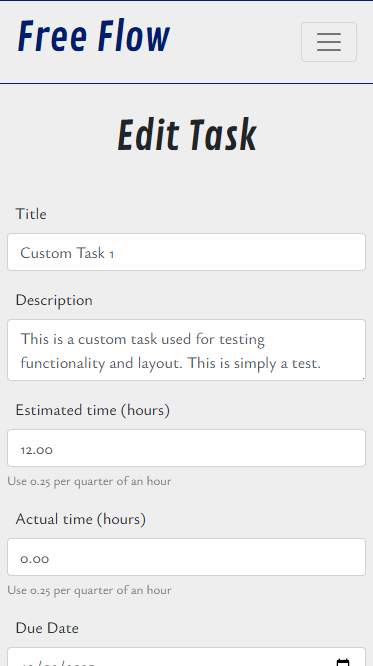 Free Flow
Edit Task
Title
Custom Task 1
Description
This is a custom task used for testing
functionality and layout. This is simply a test.
Estimated time (hours)
12.00
Use 0.25 per quarter of an hour
Actual time (hours)
0.00
Use 0.25 per quarter of an hour
Due Date